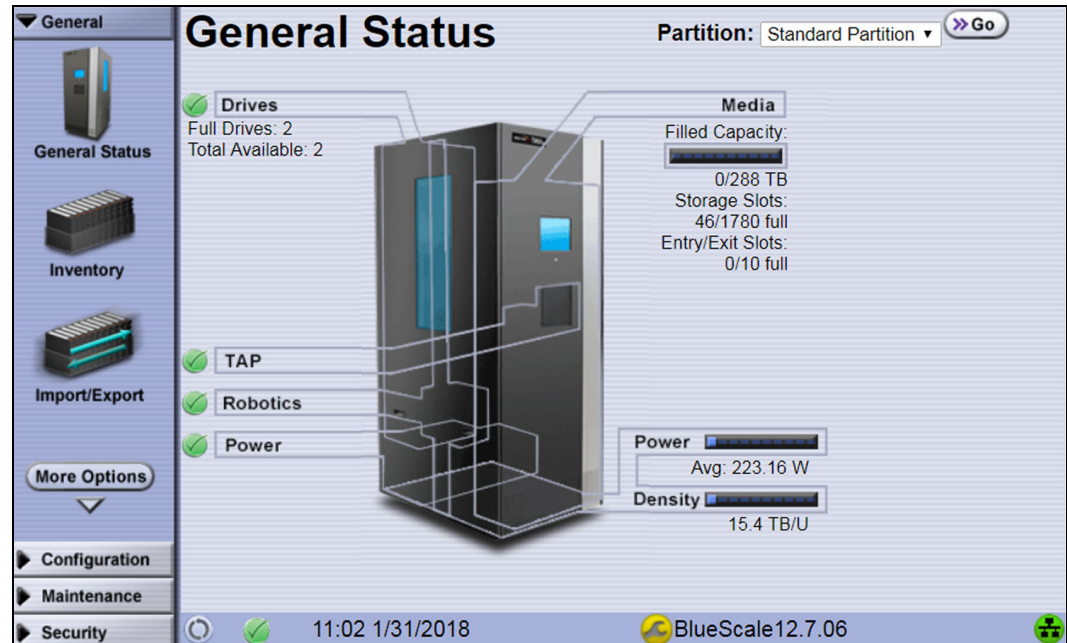 General
General Status
Partition: Standard Partition Go
General Status
Inventory
Import/Export
More Options
Configuration
Maintenance
Security
Drives
Full Drives: 2
Total Available: 2
Media
Filled Capacity:
0/288 TB
Storage Slots:
46/1780 full
Entry/Exit Slots:
0/10 full
TAP
Robotics
Power
Power
Avg: 223.16 W
Density
15.4 TB/U
11:02 1/31/2018
BlueScale12.7.06